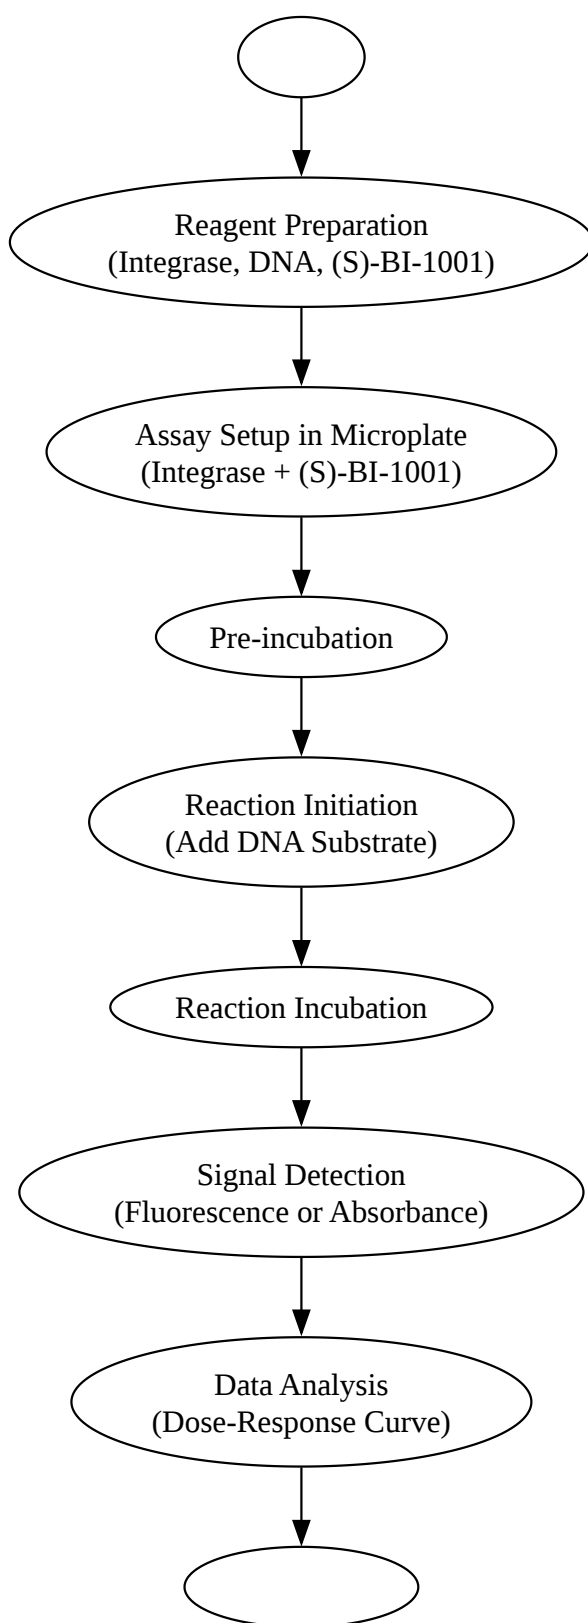 Reagent Preparation
(Integrase, DNA, (S)-BI-1001)
Assay Setup in Microplate
(Integrase + (S)-BI-1001)
Pre-incubation
Reaction Initiation
(Add DNA Substrate)
Reaction Incubation
Signal Detection
(Fluorescence or Absorbance)
Data Analysis
(Dose-Response Curve)